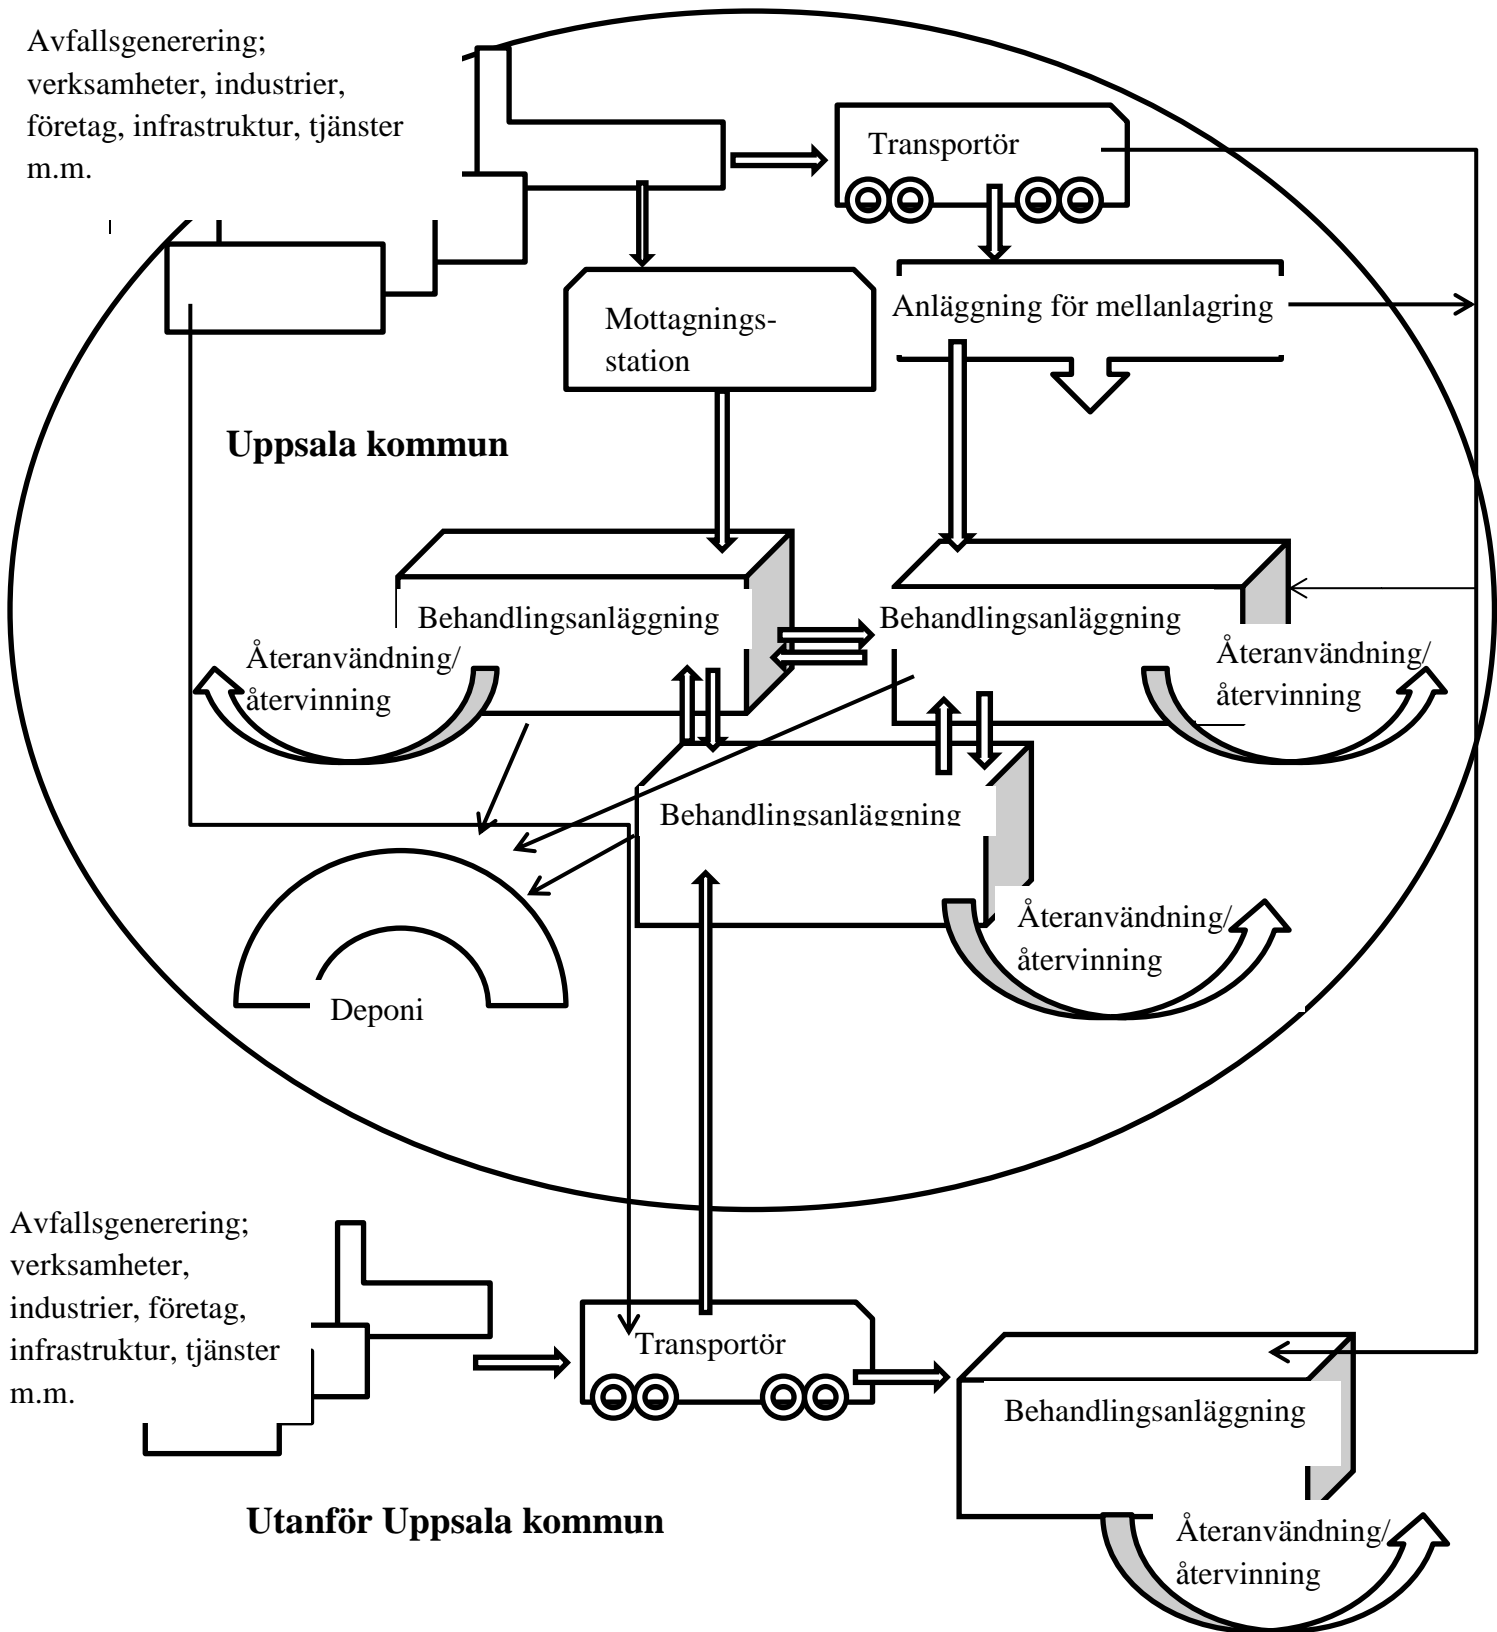 Avfallsgenerering;
verksamheter, industrier,
företag, infrastruktur, tjänster
m.m.
Transportör
Mottagnings-
station
Anläggning för mellanlagring
Uppsala kommun
Behandlingsanläggning
Behandlingsanläggning
Återanvändning/
återvinning
Återanvändning/
återvinning
Behandlingsanläggning
Återanvändning/
återvinning
Deponi
Avfallsgenerering;
verksamheter,
industrier, företag,
infrastruktur, tjänster
m.m.
Transportör
Behandlingsanläggning
Utanför Uppsala kommun
Återanvändning/
återvinning